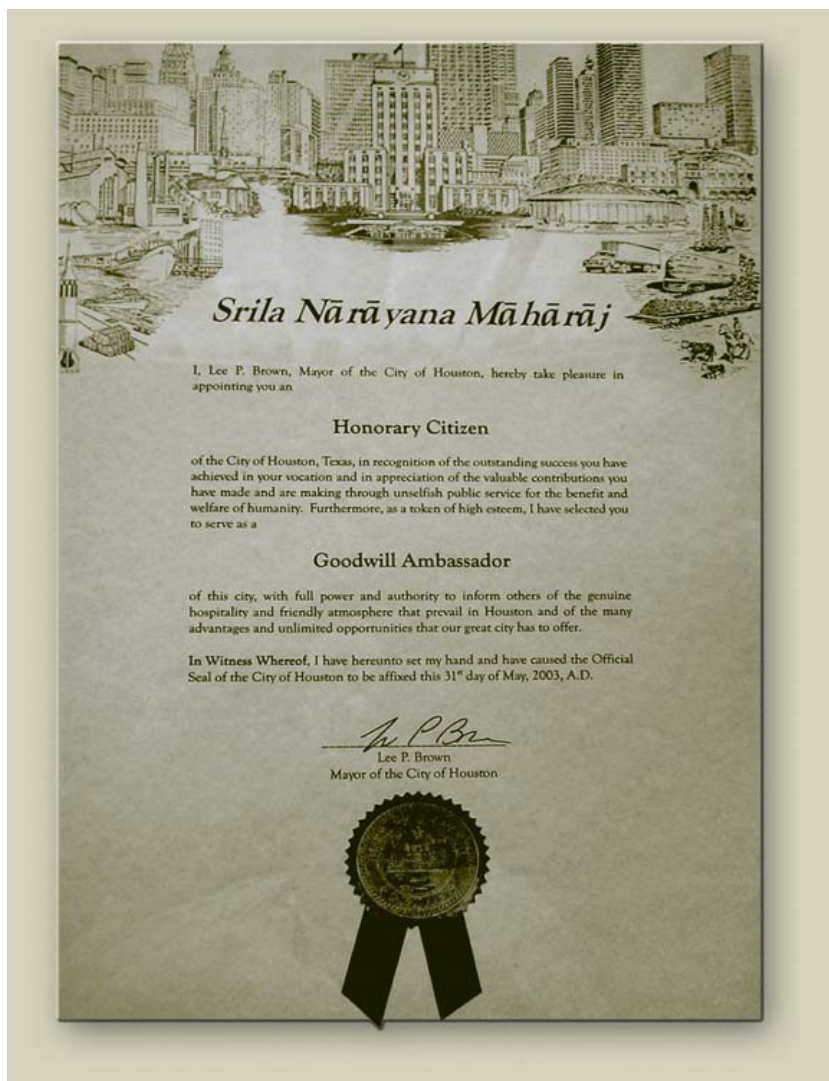 Srila Nārāyana Māhārāj
I, Lee P. Brown, Mayor of the City of Houston, hereby take pleasure in
appointing you an
Honorary Citizen
of the City of Houston, Texas, in recognition of the outstanding success you have
achieved in your vocation and in appreciation of the valuable contributions you
have made and are making through unselfish public service for the benefit and
welfare of humanity. Furthermore, as a token of high esteem, I have selected you
to serve as a
Goodwill Ambassador
of this city, with full power and authority to inform others of the genuine
hospitality and friendly atmosphere that prevail in Houston and of the many
advantages and unlimited opportunities that our great city has to offer.
In Witness Whereof, I have hereunto set my hand and have caused the Official
Seal of the City of Houston to be affixed this 31st day of May, 2003, A.D.
Lee P. Brown
Mayor of the City of Houston